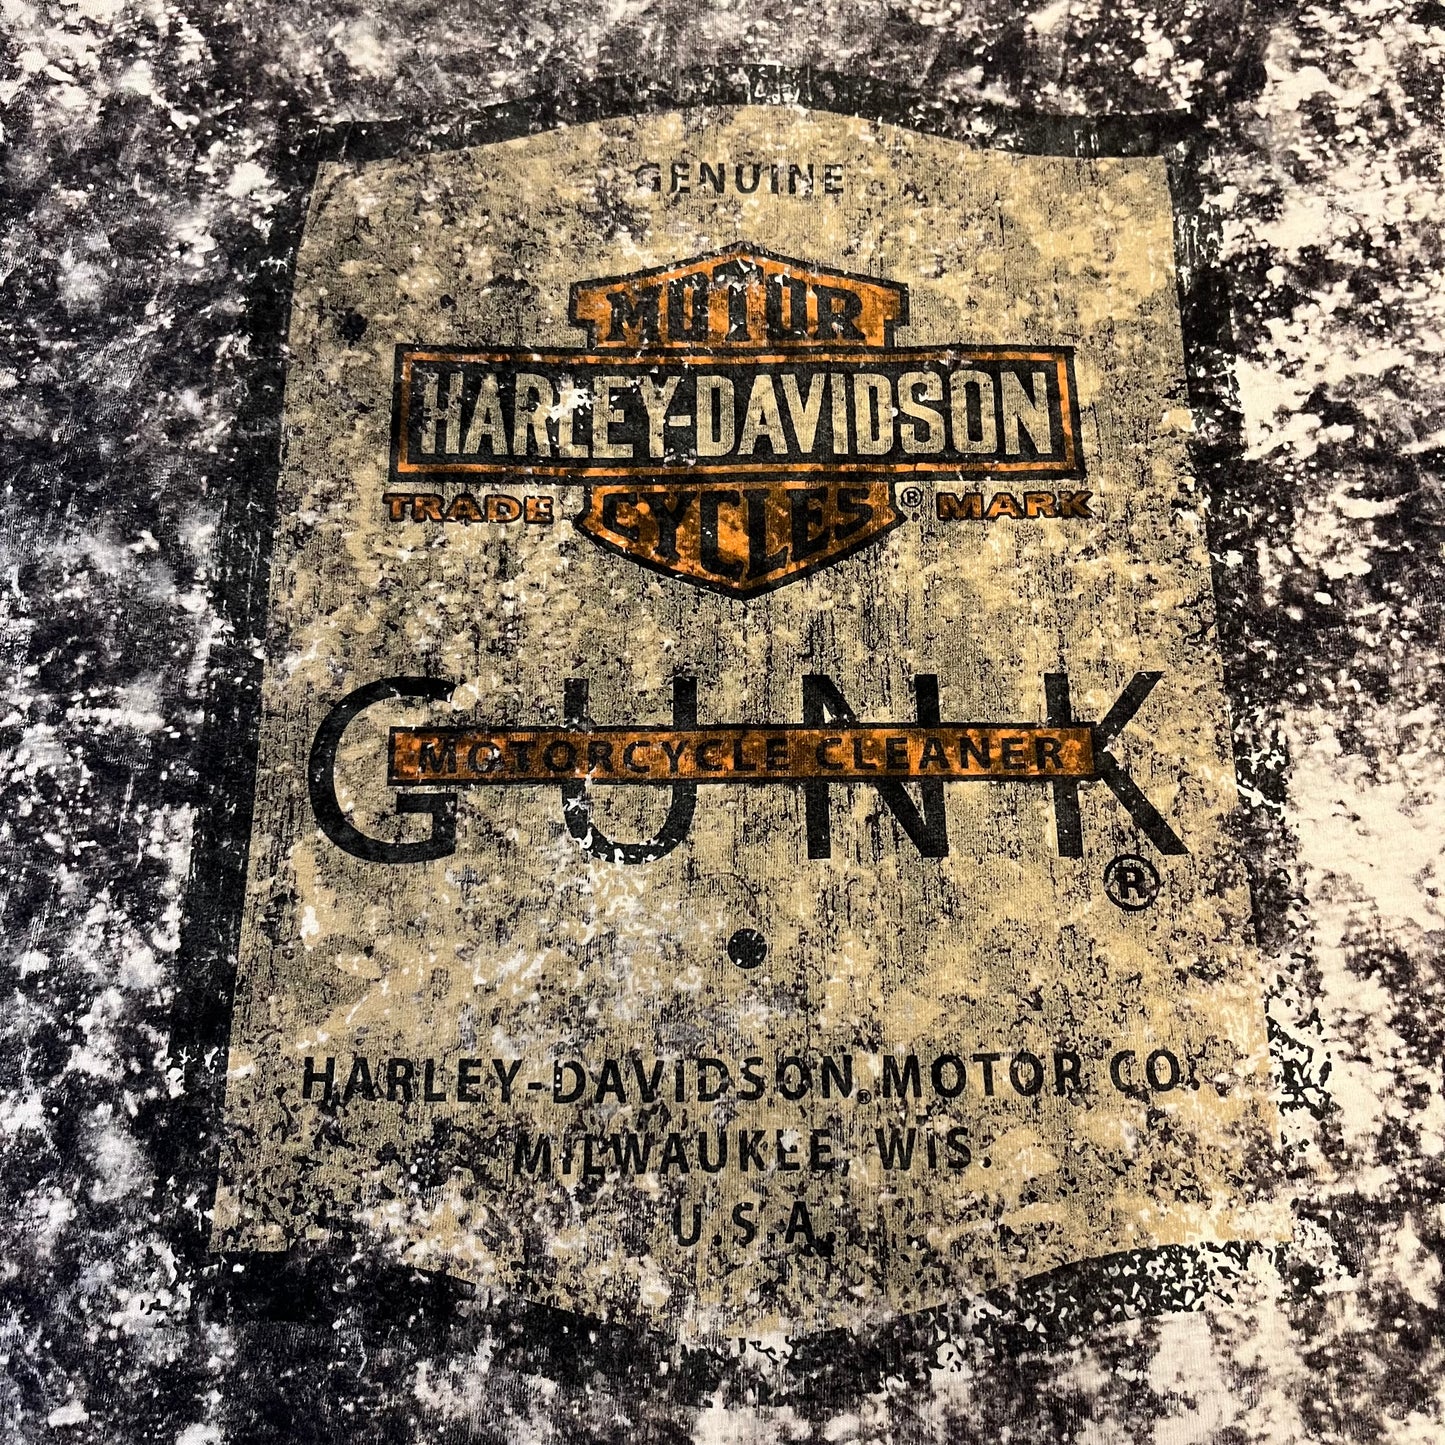 GENUINE
MOTOR
HARLEY-DAVIDSON
TRADE CYCLES ® MARK
GUNK ®
MOTORCYCLE CLEANER
HARLEY-DAVIDSON® MOTOR CO.
MILWAUKEE, WIS.
U.S.A.